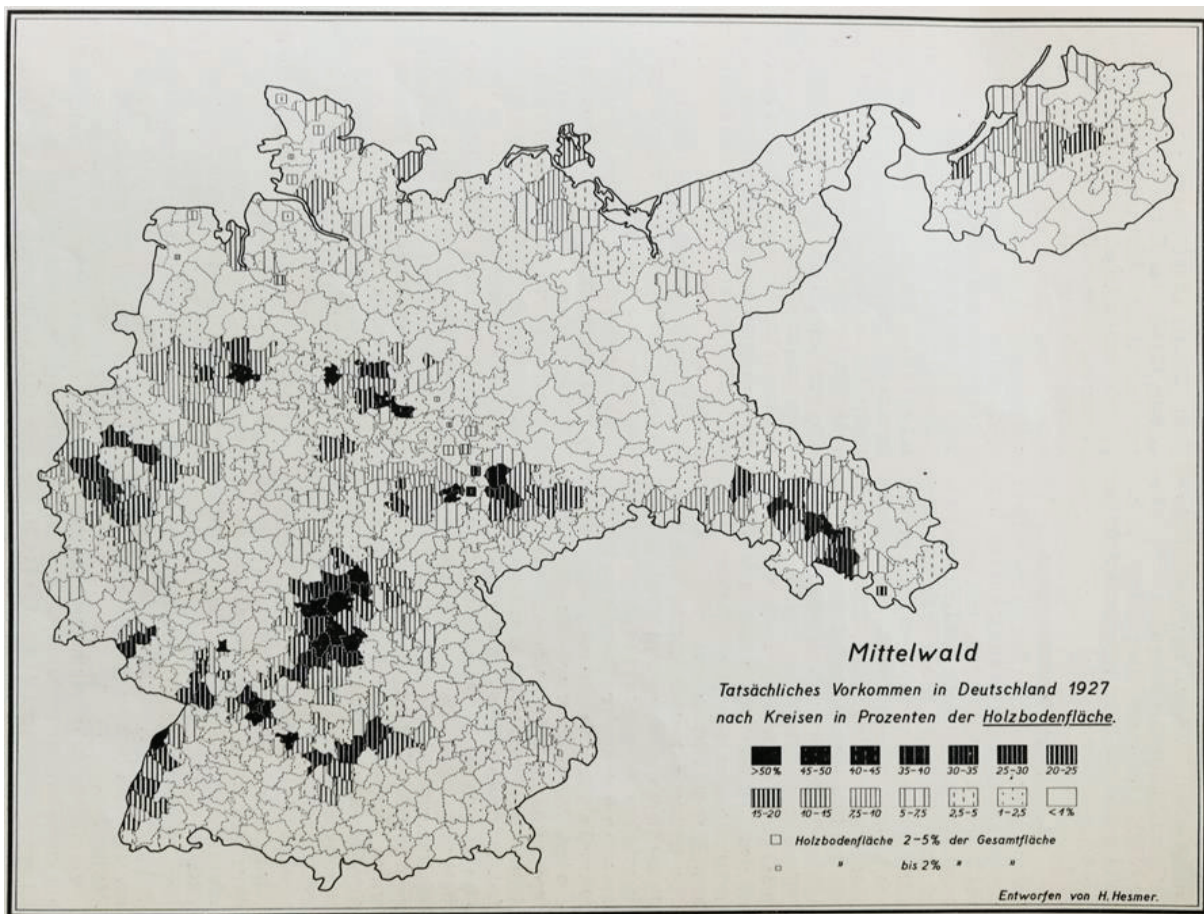 Mittelwald
Tatsächliches Vorkommen in Deutschland 1927
nach Kreisen in Prozenten der Holzbodenfläche.
>50% 45-50 40-45 35-40 30-35 25-30 20-25
15-20 10-15 7,5-10 5-7,5 2,5-5 1-2,5 <1%
Holzbodenfläche 2-5% der Gesamtfläche
" bis 2% " "
Entworfen von H. Hesmer.